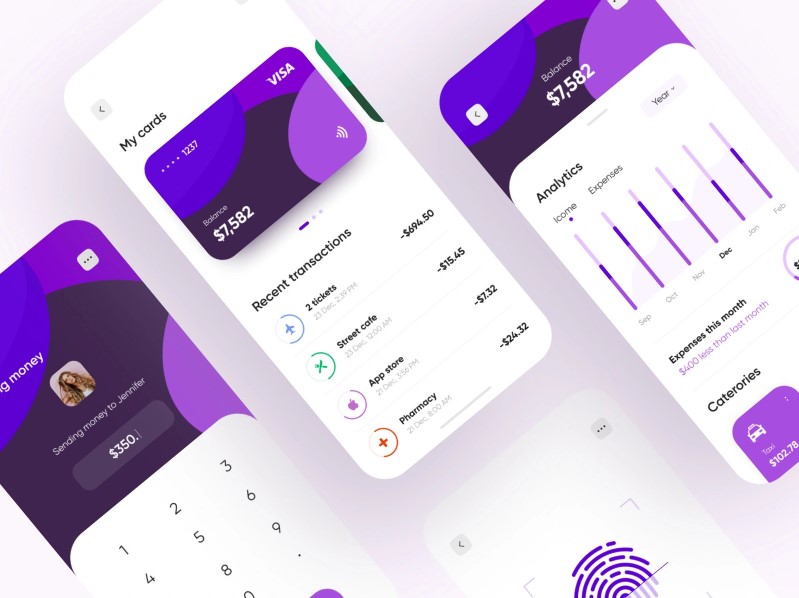 My cards
VISA
•••• 1237
Balance
$7,582
Recent transactions
2 tickets
23 Dec, 2:39 PM
-$694.50
Street cafe
23 Dec, 12:00 AM
-$15.45
App store
21 Dec, 3:56 PM
-$7.32
Pharmacy
21 Dec, 8:00 AM
-$24.32
Balance
$7,582
Analytics
Year
Icome
Expenses
Sep
Oct
Nov
Dec
Jan
Feb
Expenses this month
$400 less than last month
Caterories
Taxi
$102.78
money
Sending money to Jennifer
$350.
1
2
3
4
5
6
8
9
.